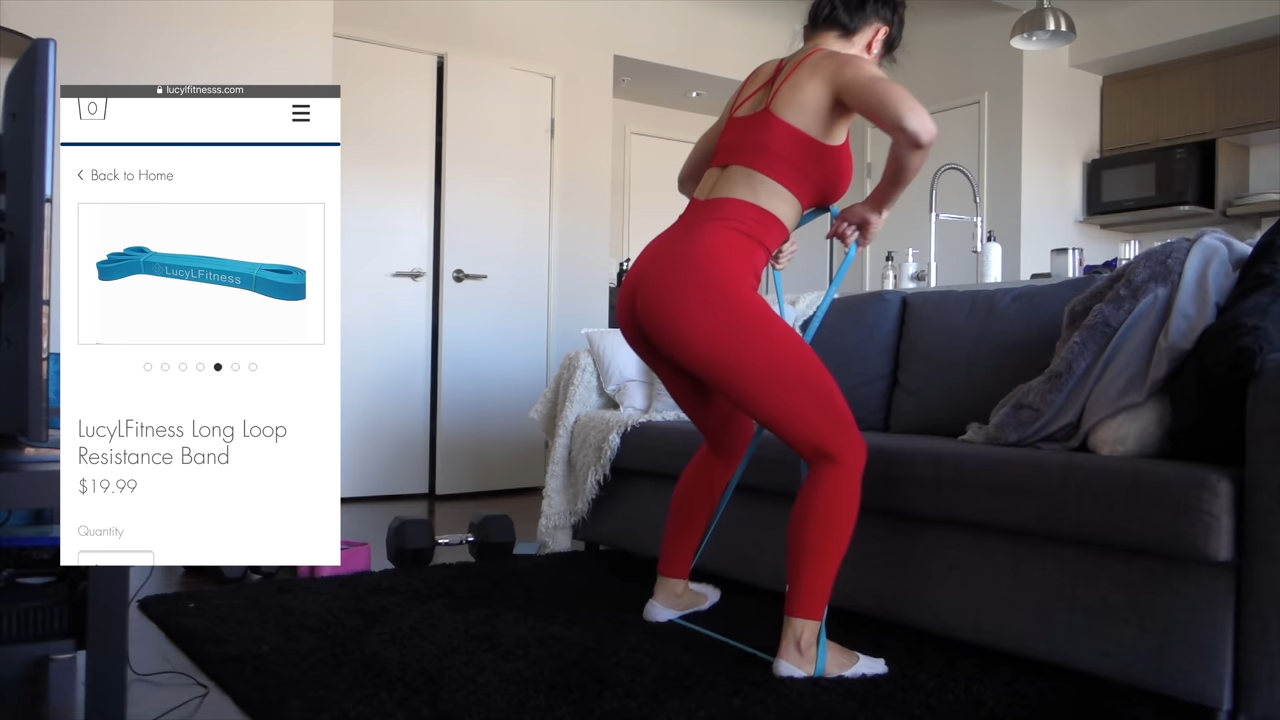 lucylfitnesss.com
0
Back to Home
LucyLFitness
LucyLFitness Long Loop
Resistance Band
$19.99
Quantity